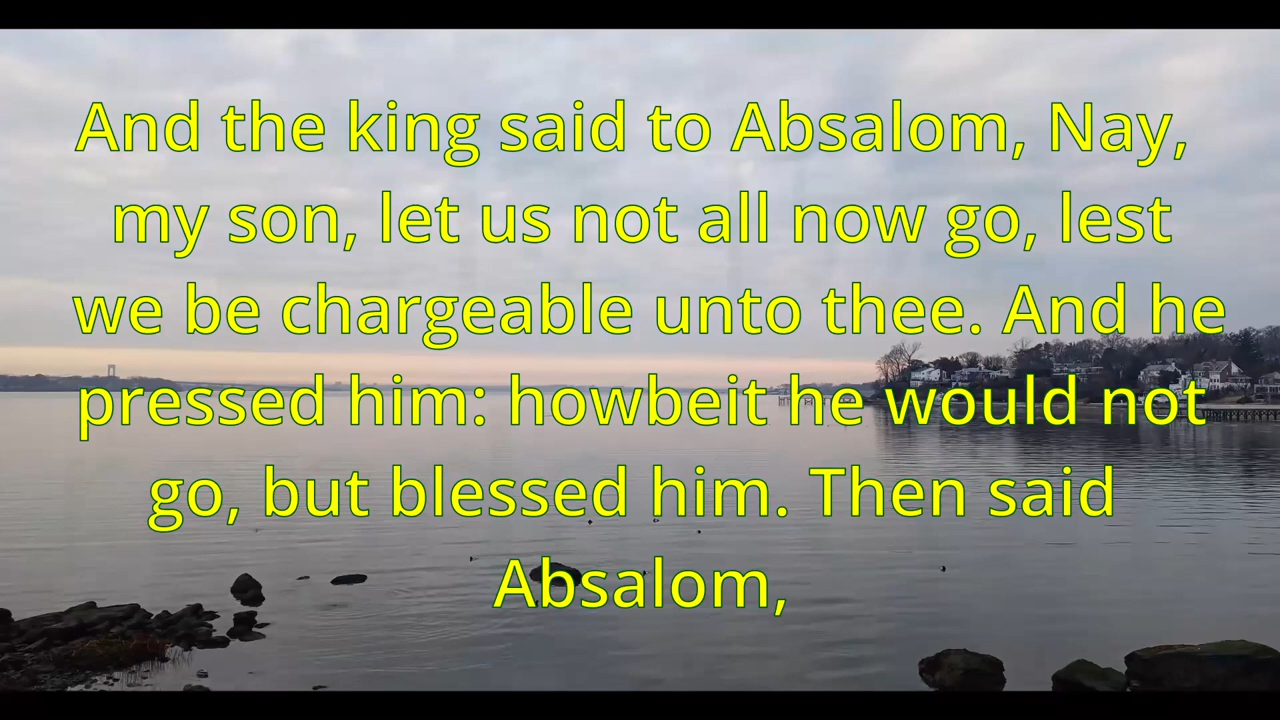 And the king said to Absalom, Nay,
my son, let us not all now go, lest
we be chargeable unto thee. And he
pressed him: howbeit he would not
go, but blessed him. Then said
Absalom,